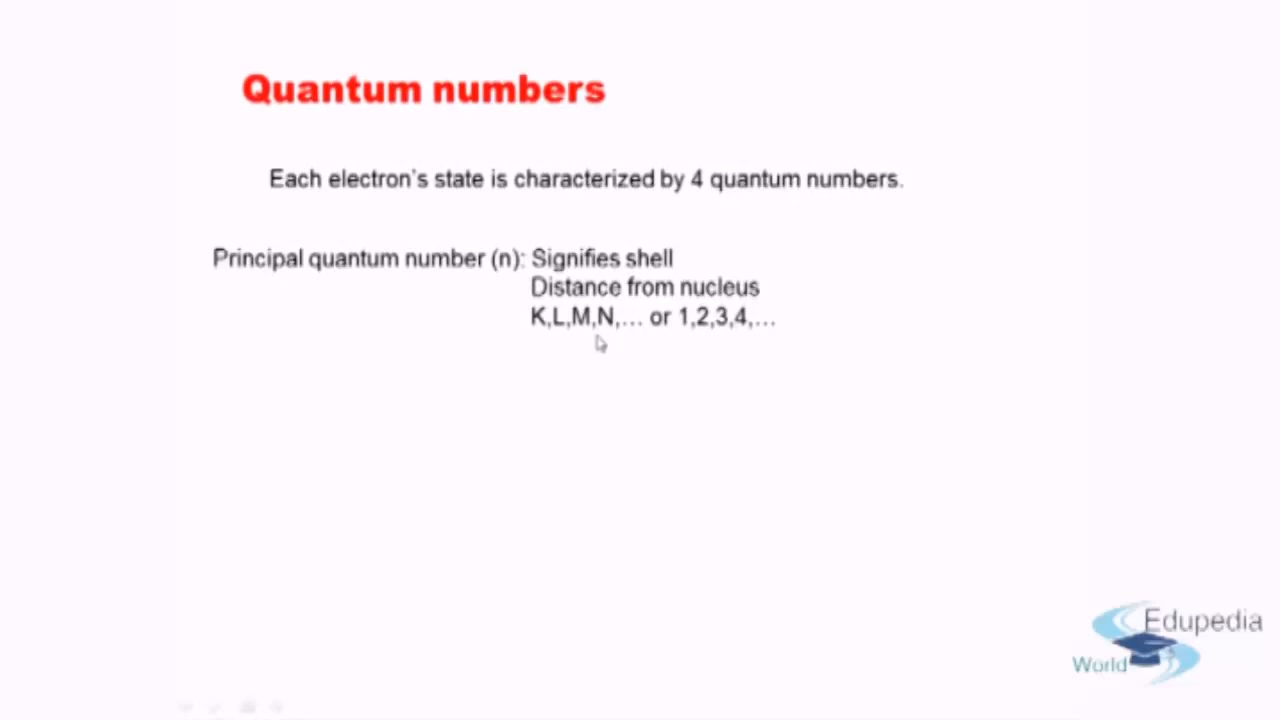 Quantum numbers
Each electron's state is characterized by 4 quantum numbers.
Principal quantum number (n): Signifies shell
Distance from nucleus
K,L,M,N,... or 1,2,3,4,...
Edupedia
World